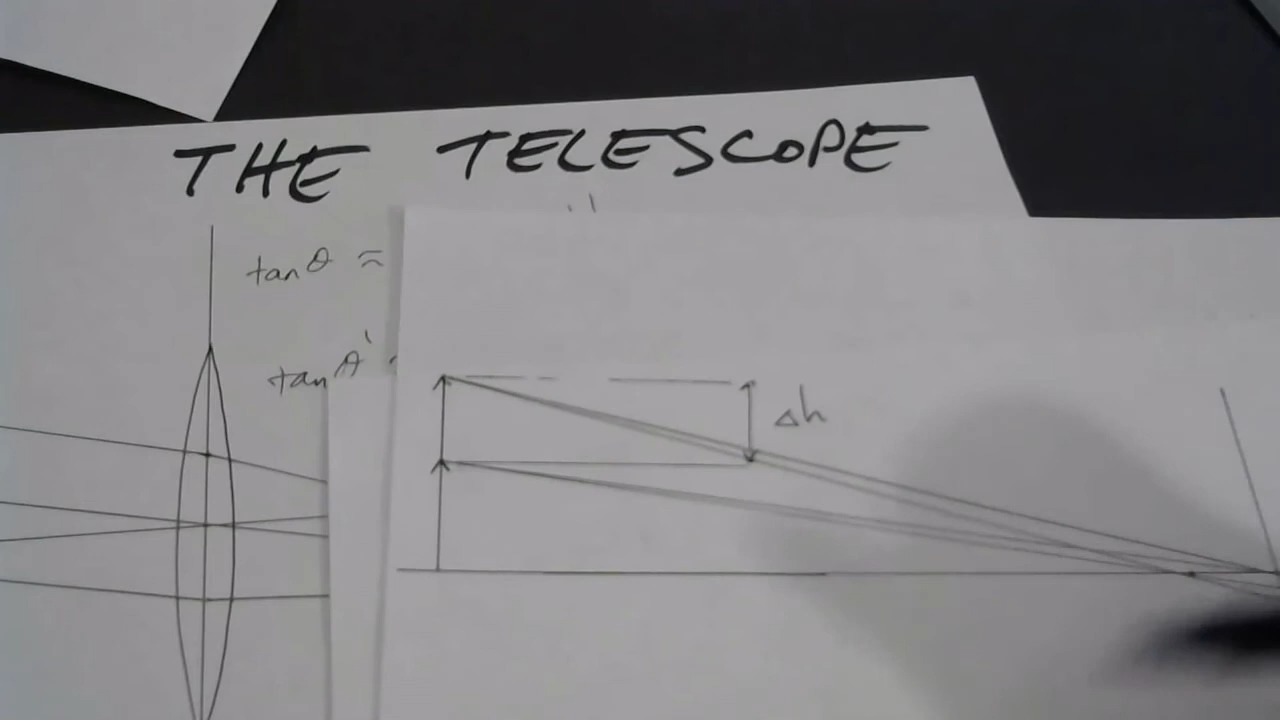 THE TELESCOPE
tan θ ≈
tan θ'
Δh